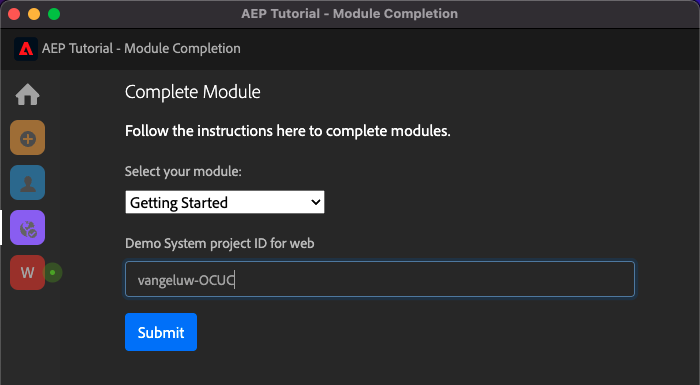 AEP Tutorial - Module Completion
AEP Tutorial - Module Completion
Complete Module
Follow the instructions here to complete modules.
Select your module:
Getting Started
Demo System project ID for web
vangeluw-OCUC
W
Submit